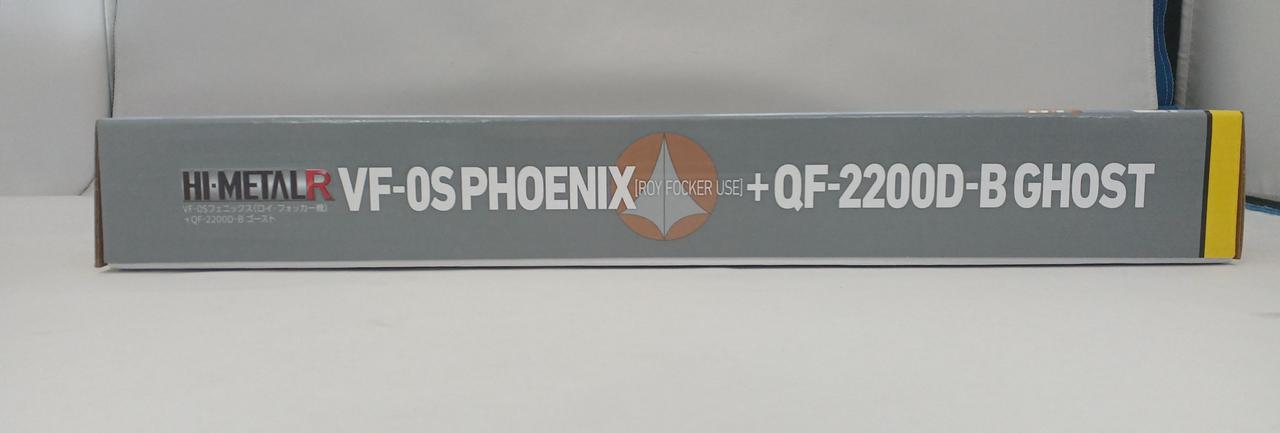 HI-METAL R
VF-0Sフェニックス(ロイ・フォッカー機)
+QF-2200D-B ゴースト
VF-0S PHOENIX [ROY FOCKER USE] + QF-2200D-B GHOST